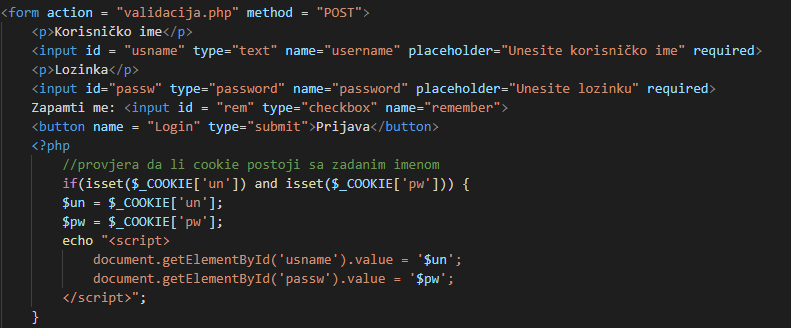 <form action = "validacija.php" method = "POST">
<p>Korisničko ime</p>
<input id = "usname" type="text" name="username" placeholder="Unesite korisničko ime" required>
<p>Lozinka</p>
<input id="passw" type="password" name="password" placeholder="Unesite lozinku" required>
Zapamti me: <input id = "rem" type="checkbox" name="remember">
<button name = "Login" type="submit">Prijava</button>
<?php
//provjera da li cookie postoji sa zadanim imenom
if(isset($_COOKIE['un']) and isset($_COOKIE['pw'])) {
$un = $_COOKIE['un'];
$pw = $_COOKIE['pw'];
echo "<script>
document.getElementById('usname').value = '$un';
document.getElementById('passw').value = '$pw';
</script>";
}